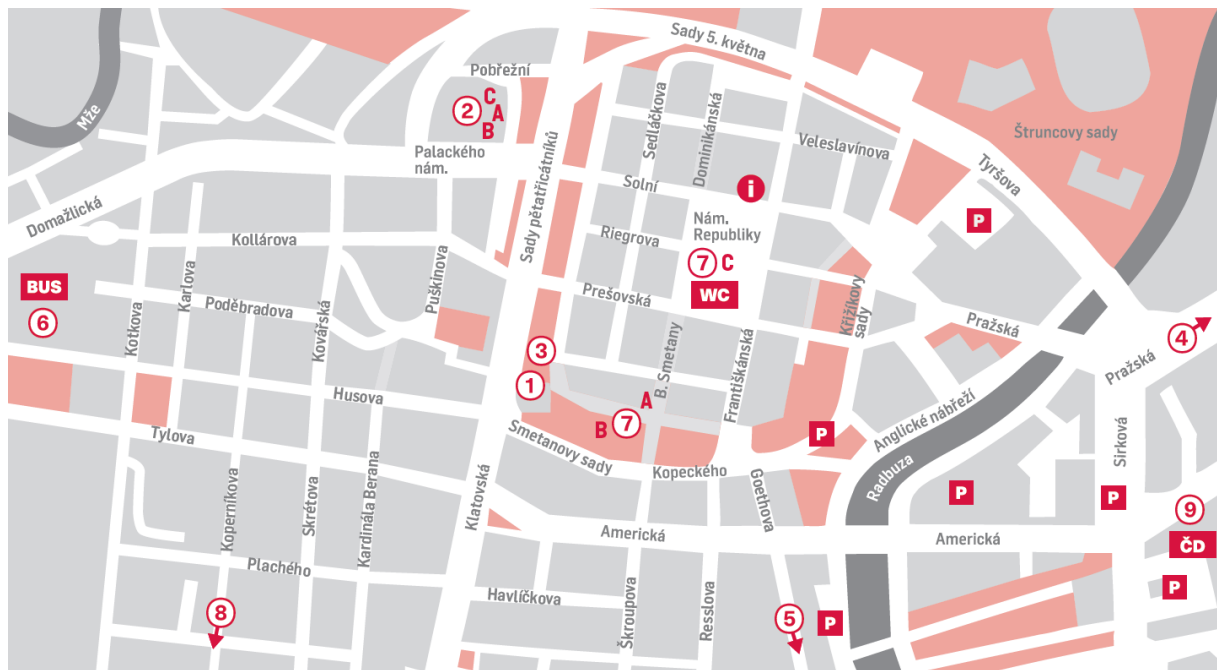 Sady 5. května
Pobřežní
C
2
A
B
Mže
Sedláčkova
Dominikánská
Veleslavínova
Štruncovy sady
Tyršova
Palackého
nám.
Sady pětatřicátníků
Solní
i
P
Domažlická
Kollárova
Riegrova
Nám.
Republiky
7 C
WC
Karlova
Puškinova
BUS
6
Poděbradova
Prešovská
Křižíkovy
sady
Pražská
4
Pražská
Kotkova
Kovářská
3
1
B. Smetany
Františkánská
Husova
A
7
B
P
Anglické nábřeží
Tylova
Smetanovy sady
Kopeckého
Sirková
Radbuza
P
P
Goethova
Klatovská
Koperníkova
Skrétova
Kardinála Berana
9
ČD
Americká
Americká
Plachého
P
Havlíčkova
Škroupova
Resslova
8
5
P